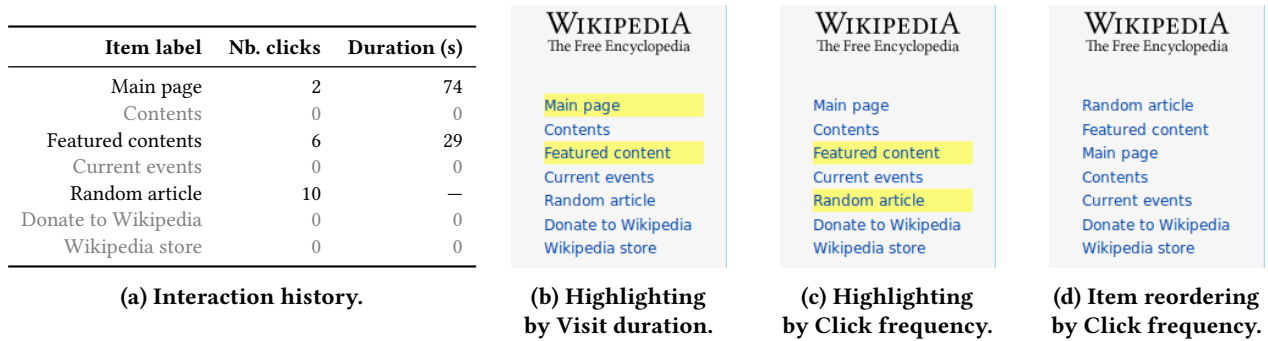 Item label Nb. clicks Duration (s)
Main page 2 74
Contents 0 0
Featured contents 6 29
Current events 0 0
Random article 10 —
Donate to Wikipedia 0 0
Wikipedia store 0 0
(a) Interaction history.
WIKIPEDIA
The Free Encyclopedia
Main page
Contents
Featured content
Current events
Random article
Donate to Wikipedia
Wikipedia store
(b) Highlighting
by Visit duration.
WIKIPEDIA
The Free Encyclopedia
Main page
Contents
Featured content
Current events
Random article
Donate to Wikipedia
Wikipedia store
(c) Highlighting
by Click frequency.
WIKIPEDIA
The Free Encyclopedia
Random article
Featured content
Main page
Contents
Current events
Donate to Wikipedia
Wikipedia store
(d) Item reordering
by Click frequency.